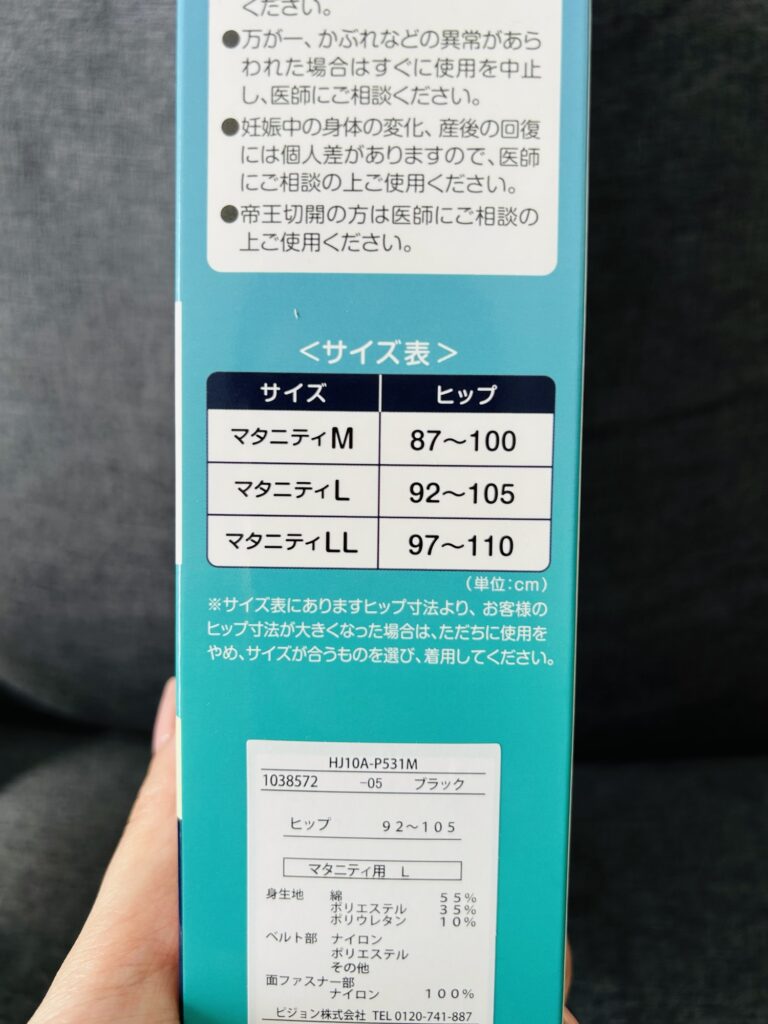 ください。
●万が一、かぶれなどの異常があら
われた場合はすぐに使用を中止
し、医師にご相談ください。
●妊娠中の身体の変化、産後の回復
には個人差がありますので、医師
にご相談の上ご使用ください。
●帝王切開の方は医師にご相談の
上ご使用ください。
＜サイズ表＞
サイズ ヒップ
マタニティM 87〜100
マタニティL 92〜105
マタニティLL 97〜110
（単位:cm）
※サイズ表にありますヒップ寸法より、お客様の
ヒップ寸法が大きくなった場合は、ただちに使用を
やめ、サイズが合うものを選び、着用してください。
HJ10A-P531M
1038572 -05 ブラック
ヒップ 92〜105
マタニティ用 L
身生地 綿 55%
ポリエステル 35%
ポリウレタン 10%
ベルト部 ナイロン
ポリエステル
その他
面ファスナー部
ナイロン 100%
ピジョン株式会社 TEL 0120-741-887